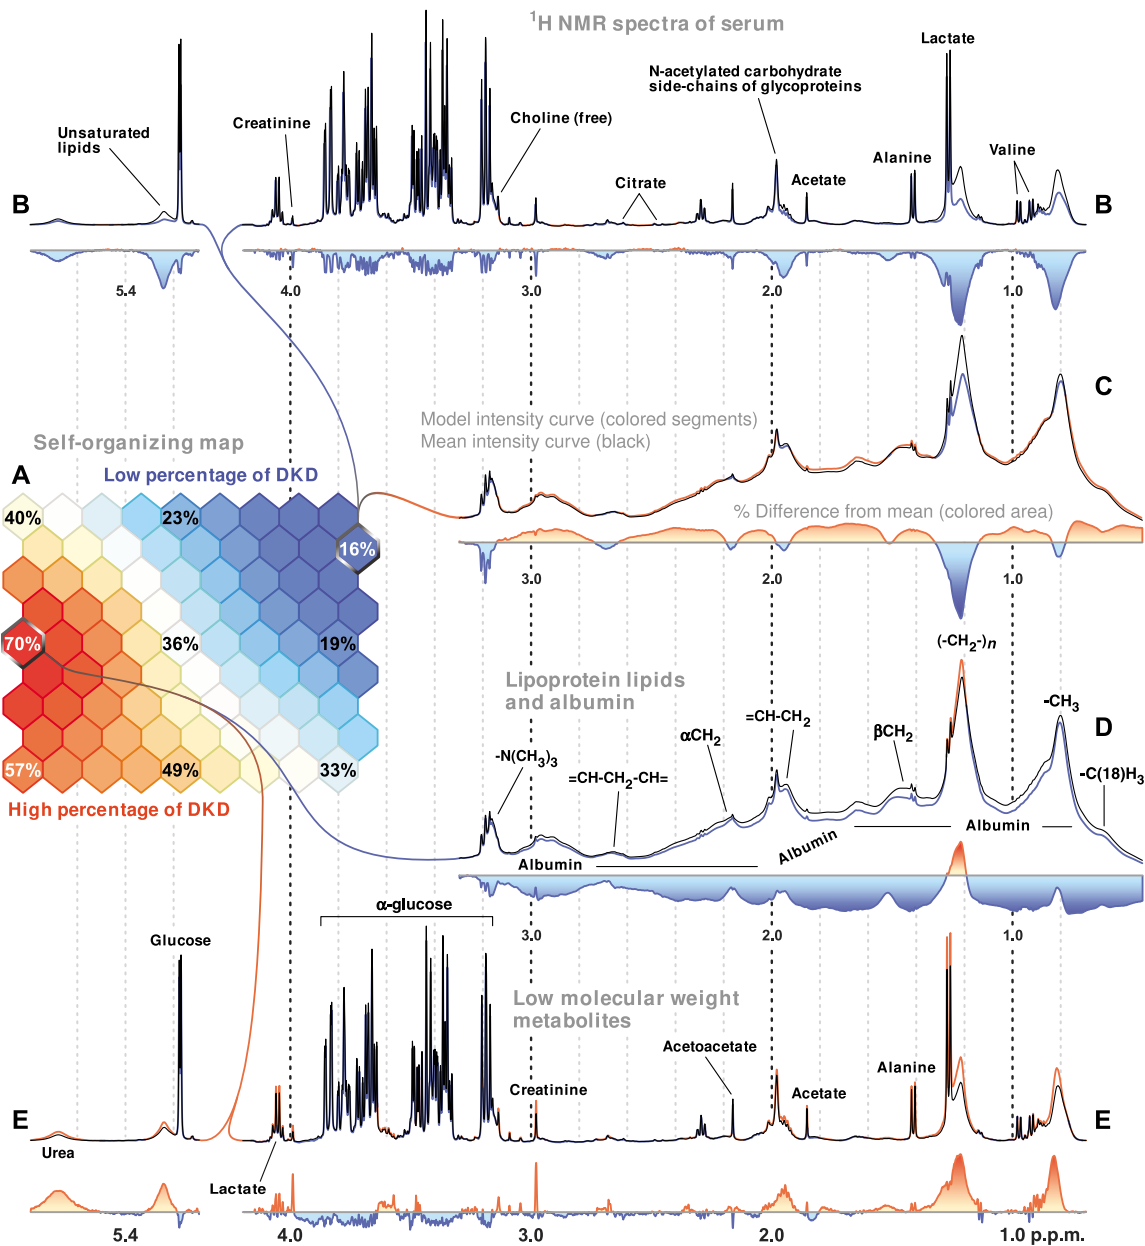 ¹H NMR spectra of serum
Lactate
N-acetylated carbohydrate
side-chains of glycoproteins
Unsaturated
lipids
Creatinine
Choline (free)
Citrate
Acetate
Alanine
Valine
B
B
5.4
4.0
3.0
2.0
1.0
C
Model intensity curve (colored segments)
Mean intensity curve (black)
Self-organizing map
A
Low percentage of DKD
40%
23%
16%
% Difference from mean (colored area)
3.0
2.0
1.0
70%
36%
19%
(-CH₂-)n
Lipoprotein lipids
and albumin
-CH₃
=CH-CH₂
αCH₂
βCH₂
D
-N(CH₃)₃
=CH-CH₂-CH=
-C(18)H₃
57%
49%
33%
High percentage of DKD
Albumin
Albumin
Albumin
α-glucose
3.0
2.0
1.0
Glucose
Low molecular weight
metabolites
Acetoacetate
Creatinine
Acetate
Alanine
E
E
Urea
Lactate
5.4
4.0
3.0
2.0
1.0 p.p.m.